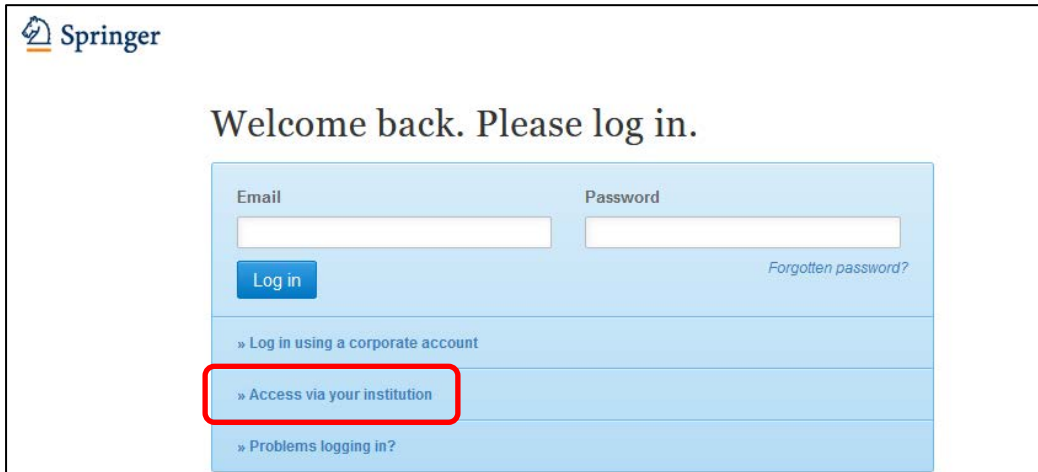 Springer
Welcome back. Please log in.
Email Password
Log in Forgotten password?
» Log in using a corporate account
» Access via your institution
» Problems logging in?